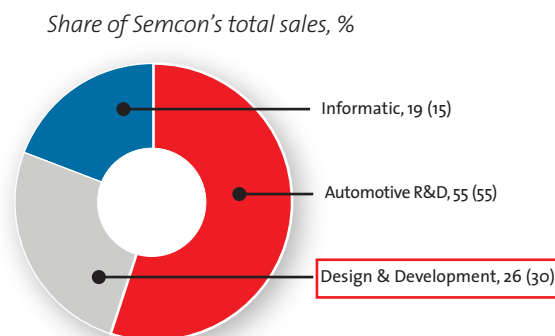 Share of Semcon's total sales, %
Informatic, 19 (15)
Automotive R&D, 55 (55)
Design & Development, 26 (30)